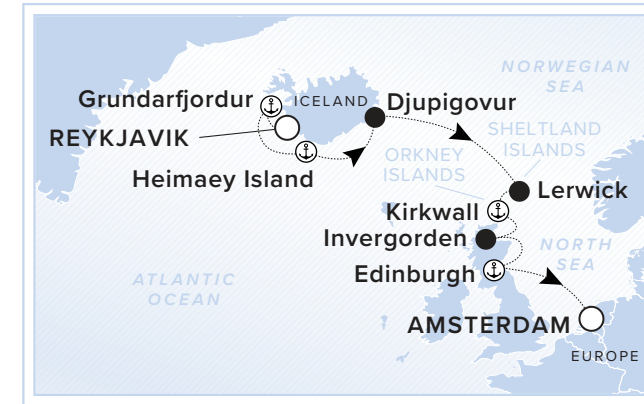 NORWEGIAN
SEA
Grundarfjordur
ICELAND
Djupigovur
REYKJAVIK
SHELTLAND
ISLANDS
Heimaey Island
ORKNEY
ISLANDS
Lerwick
Kirkwall
Invergorden
NORTH
SEA
Edinburgh
ATLANTIC
OCEAN
AMSTERDAM
EUROPE